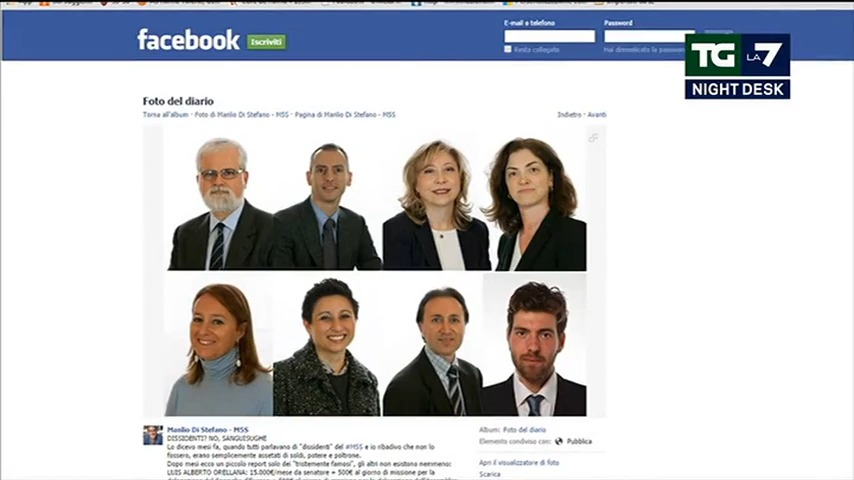 facebook
Iscriviti
E-mail e telefono
Password
Resta collegato
Hai dimenticato la password
TG LA 7
NIGHT DESK
Foto del diario
Torna all'album · Foto di Manlio Di Stefano - M5S · Pagina di Manlio Di Stefano - M5S
Indietro · Avanti
Manlio Di Stefano - M5S
DISSIDENTI? NO, SANGUISUGHE
Lo dicevo mesi fa, quando tutti parlavano di "dissidenti" del #M5S e io ribadivo che non lo
fossero, erano semplicemente assetati di soldi, potere e poltrone.
Dopo mesi ecco un piccolo report solo dei "tristemente famosi", gli altri non esistono nemmeno:
LUIS ALBERTO ORELLANA: 15.000€/mese da senatore + 500€ al giorno di missione per la
Album: Foto del diario
Elemento condiviso con: Pubblica
Apri il visualizzatore di foto
Scarica